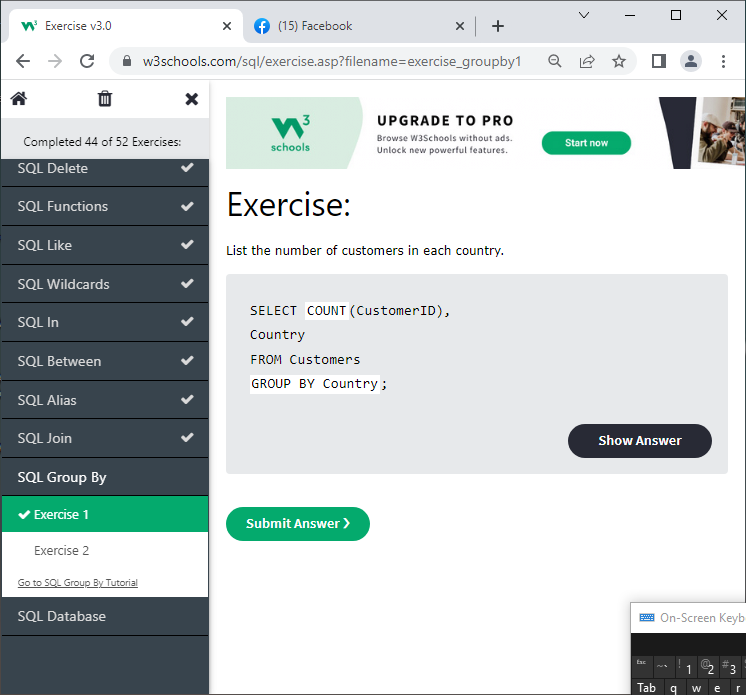 Exercise v3.0
(15) Facebook
w3schools.com/sql/exercise.asp?filename=exercise_groupby1
Completed 44 of 52 Exercises:
SQL Delete
SQL Functions
SQL Like
SQL Wildcards
SQL In
SQL Between
SQL Alias
SQL Join
SQL Group By
Exercise 1
Exercise 2
Go to SQL Group By Tutorial
SQL Database
3
schools
UPGRADE TO PRO
Browse W3Schools without ads.
Unlock new powerful features.
Start now
Exercise:
List the number of customers in each country.
SELECT COUNT(CustomerID),
Country
FROM Customers
GROUP BY Country;
Show Answer
Submit Answer ❯
On-Screen Keyb
Esc ~ ` ! 1 @ 2 # 3
Tab q w e r